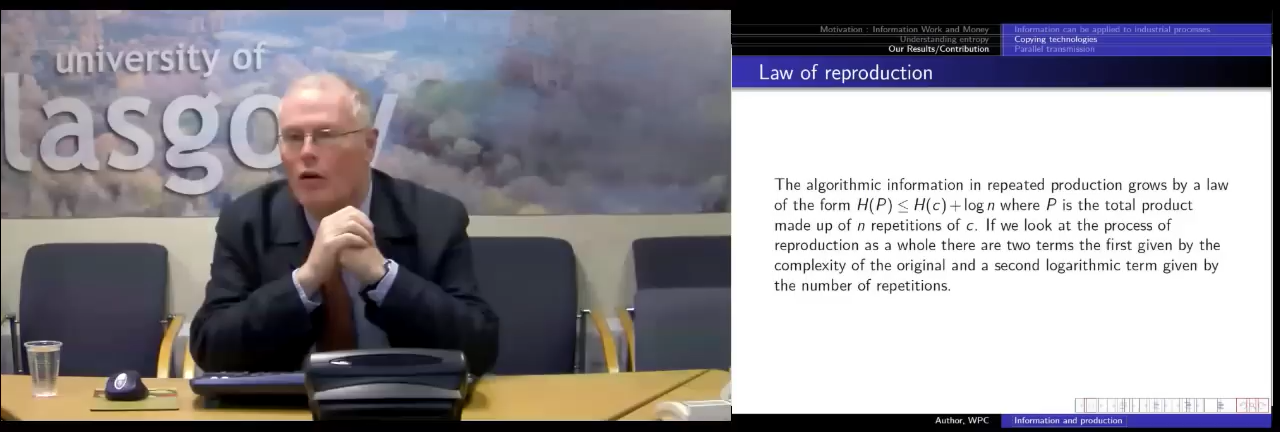 university of
lasgo
Motivation : Information Work and Money
Understanding entropy
Our Results/Contribution
Information can be applied to industrial processes
Copying technologies
Parallel transmission
Law of reproduction
The algorithmic information in repeated production grows by a law
of the form H(P) ≤ H(c)+log n where P is the total product
made up of n repetitions of c. If we look at the process of
reproduction as a whole there are two terms the first given by the
complexity of the original and a second logarithmic term given by
the number of repetitions.
Author, WPC
Information and production